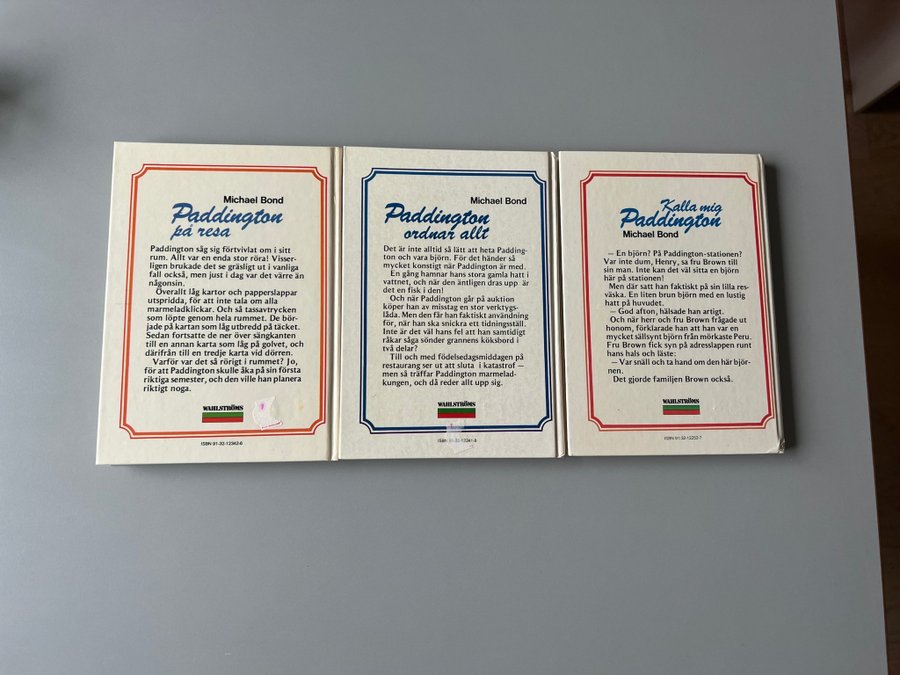 Michael Bond
Paddington
på resa
Paddington såg sig förtvivlat om i sitt
rum. Allt var en enda stor röra! Visser-
ligen brukade det se gräsligt ut i vanliga
fall också, men just i dag var det värre än
någonsin.
Överallt låg kartor och papperslappar
utspridda, för att inte tala om alla
marmeladklickar. Och så tassavtrycken
som löpte genom hela rummet. De bör-
jade på kartan som låg utbredd på täcket.
Sedan fortsatte de ner över sängkanten
till en annan karta som låg på golvet, och
därifrån till en tredje karta vid dörren.
Varför var det så rörigt i rummet? Jo,
för att Paddington skulle åka på sin första
riktiga semester, och den ville han planera
riktigt noga.
WAHLSTRÖMS
Michael Bond
Paddington
ordnar allt
Det är inte alltid så lätt att heta Padding-
ton och vara björn. För det händer så
mycket konstigt när Paddington är med.
En gång hamnar hans stora gamla hatt i
vattnet, och när den äntligen dras upp är
det en fisk i den!
Och när Paddington går på auktion
köper han av misstag en stor verktygs-
låda. Men den får han faktiskt användning
för, när han ska snickra ett tidningsställ.
Inte är det väl hans fel att han samtidigt
råkar såga sönder grannens köksbord i
två delar?
Till och med födelsedagsmiddagen på
restaurang ser ut att sluta i katastrof —
men så träffar Paddington marmelad-
kungen, och då reder allt upp sig.
WAHLSTRÖMS
Kalla mig
Paddington
Michael Bond
— En björn? På Paddington-stationen?
Var inte dum, Henry, sa fru Brown till
sin man. Inte kan det väl sitta en björn
här på stationen!
Men där satt han faktiskt på sin lilla res-
väska. En liten brun björn med en lustig
hatt på huvudet.
— God afton, hälsade han artigt.
Och när herr och fru Brown frågade ut
honom, förklarade han att han var en
mycket sällsynt björn från mörkaste Peru.
Fru Brown fick syn på adresslappen runt
hans hals och läste:
— Var snäll och ta hand om den här björ-
nen.
Det gjorde familjen Brown också.
WAHLSTRÖMS